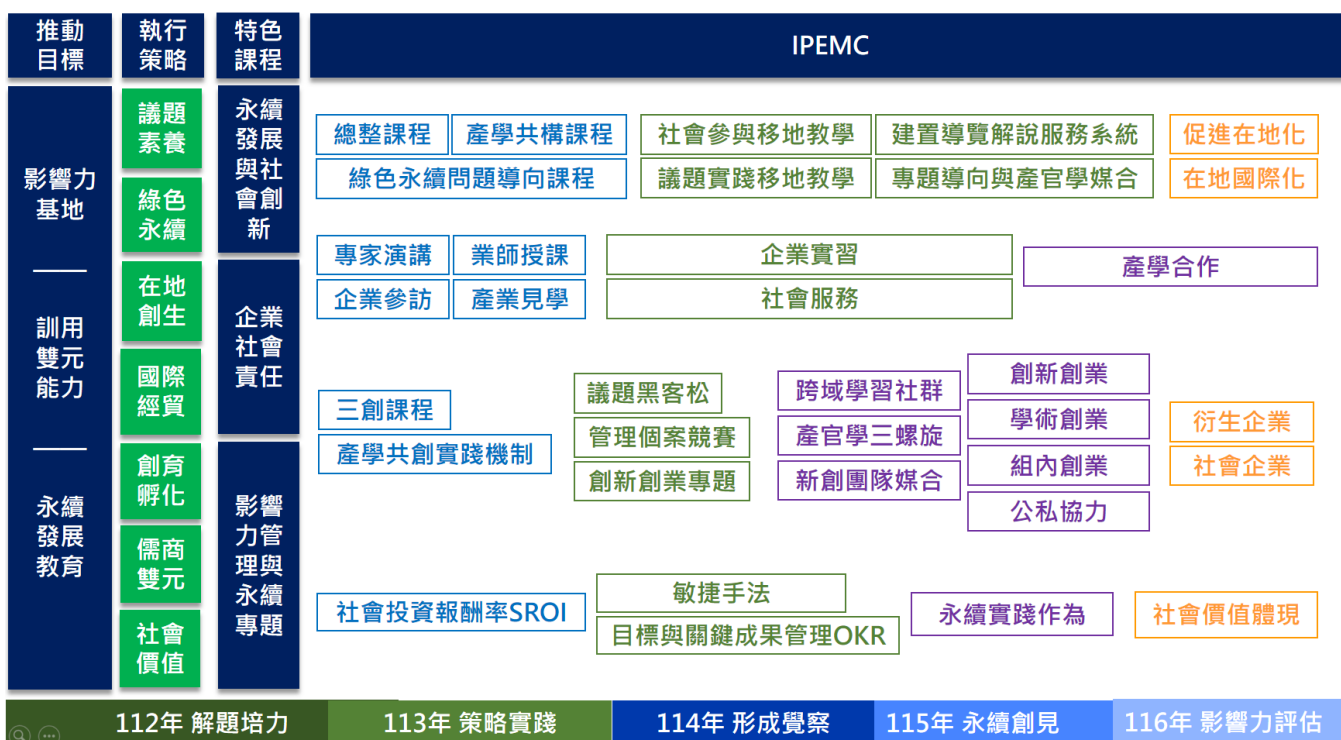 推動
目標
執行
策略
特色
課程
IPEMC
影響力
基地
訓用
雙元
能力
永續
發展
教育
議題
素養
綠色
永續
在地
創生
國際
經貿
創育
孵化
儒商
雙元
社會
價值
永續
發展
與社
會創
新
企業
社會
責任
影響
力管
理與
永續
專題
總整課程
產學共構課程
社會參與移地教學
建置導覽解說服務系統
促進在地化
綠色永續問題導向課程
議題實踐移地教學
專題導向與產官學媒合
在地國際化
專家演講
業師授課
企業實習
產學合作
企業參訪
產業見學
社會服務
三創課程
產學共創實踐機制
議題黑客松
管理個案競賽
創新創業專題
跨域學習社群
產官學三螺旋
新創團隊媒合
創新創業
學術創業
組內創業
公私協力
衍生企業
社會企業
社會投資報酬率SROI
敏捷手法
目標與關鍵成果管理OKR
永續實踐作為
社會價值體現
112年 解題培力
113年 策略實踐
114年 形成覺察
115年 永續創見
116年 影響力評估